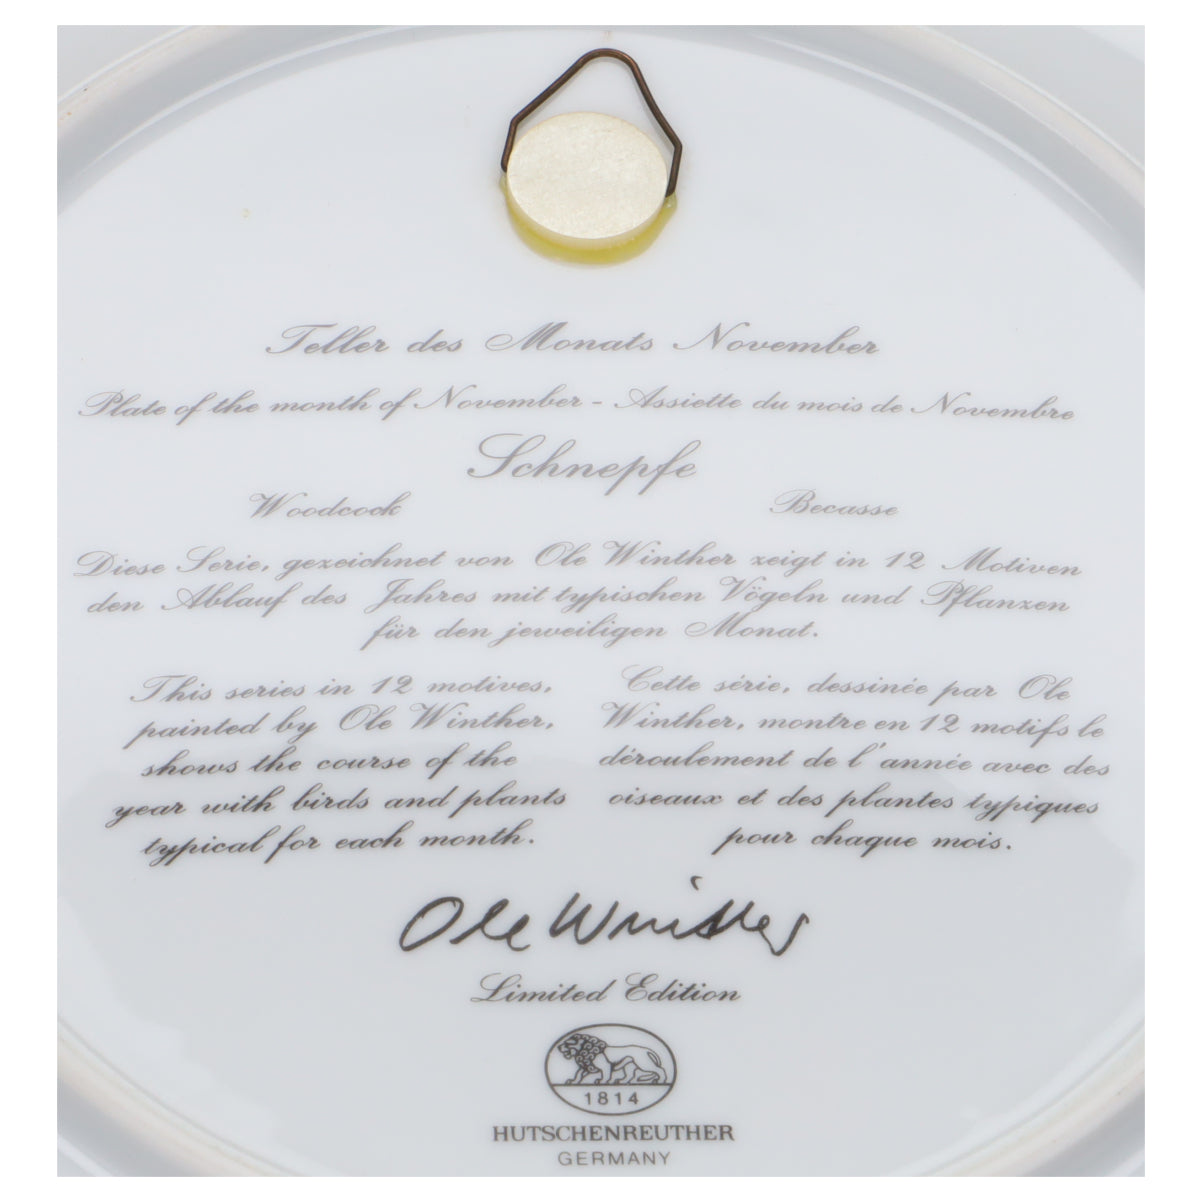 Teller des Monats November
Plate of the month of November - Assiette du mois de Novembre
Schnepfe
Woodcock
Becasse
Diese Serie, gezeichnet von Ole Winther zeigt in 12 Motiven
den Ablauf des Jahres mit typischen Vögeln und Pflanzen
für den jeweiligen Monat.
This series in 12 motives,
painted by Ole Winther,
shows the course of the
year with birds and plants
typical for each month.
Cette série, dessinée par Ole
Winther, montre en 12 motifs le
déroulement de l'année avec des
oiseaux et des plantes typiques
pour chaque mois.
Ole Winther
Limited Edition
1814
HUTSCHENREUTHER
GERMANY